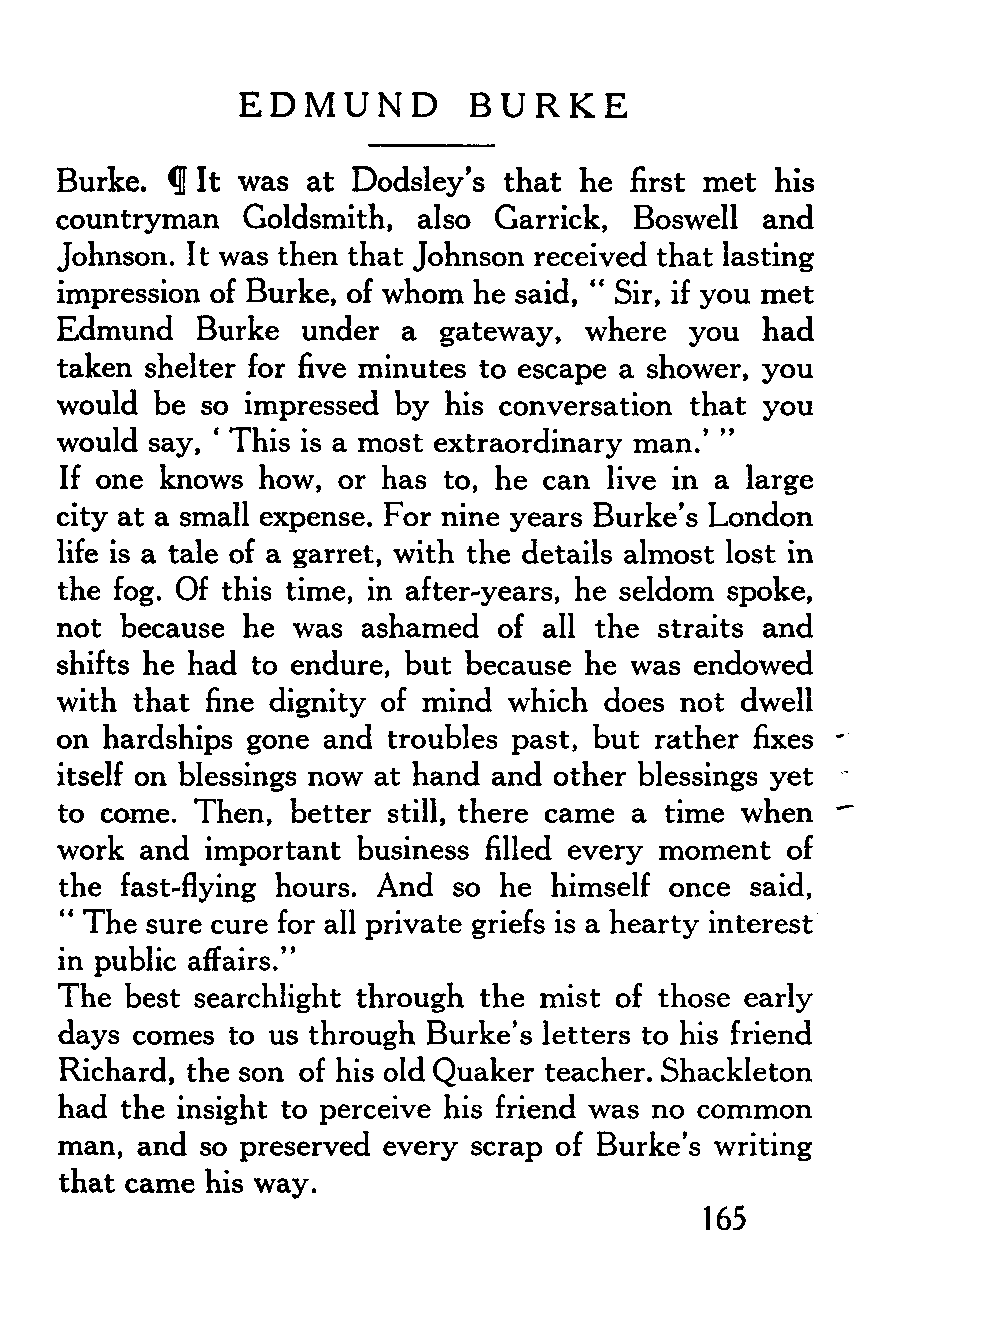 EDMUND BURKE
Burke. ¶ It was at Dodsley's that he first met his
countryman Goldsmith, also Garrick, Boswell and
Johnson. It was then that Johnson received that lasting
impression of Burke, of whom he said, “ Sir, if you met
Edmund Burke under a gateway, where you had
taken shelter for five minutes to escape a shower, you
would be so impressed by his conversation that you
would say, ‘ This is a most extraordinary man.’ ”
If one knows how, or has to, he can live in a large
city at a small expense. For nine years Burke's London
life is a tale of a garret, with the details almost lost in
the fog. Of this time, in after-years, he seldom spoke,
not because he was ashamed of all the straits and
shifts he had to endure, but because he was endowed
with that fine dignity of mind which does not dwell
on hardships gone and troubles past, but rather fixes
itself on blessings now at hand and other blessings yet
to come. Then, better still, there came a time when
work and important business filled every moment of
the fast-flying hours. And so he himself once said,
“ The sure cure for all private griefs is a hearty interest
in public affairs.”
The best searchlight through the mist of those early
days comes to us through Burke's letters to his friend
Richard, the son of his old Quaker teacher. Shackleton
had the insight to perceive his friend was no common
man, and so preserved every scrap of Burke's writing
that came his way.
165